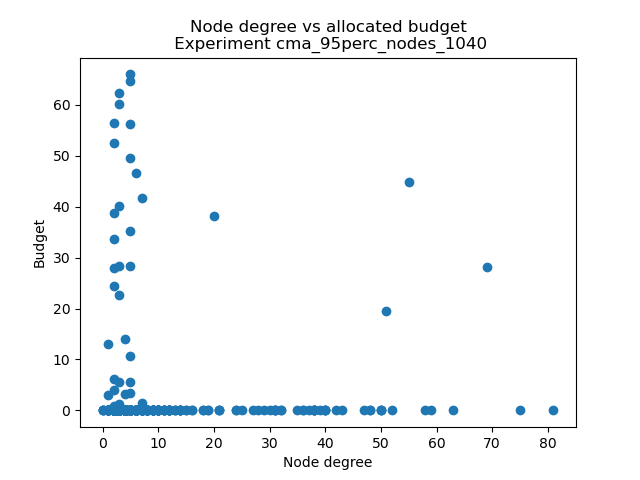 Node degree vs allocated budget
Experiment cma_95perc_nodes_1040
Budget
60
50
40
30
20
10
0
0 10 20 30 40 50 60 70 80
Node degree